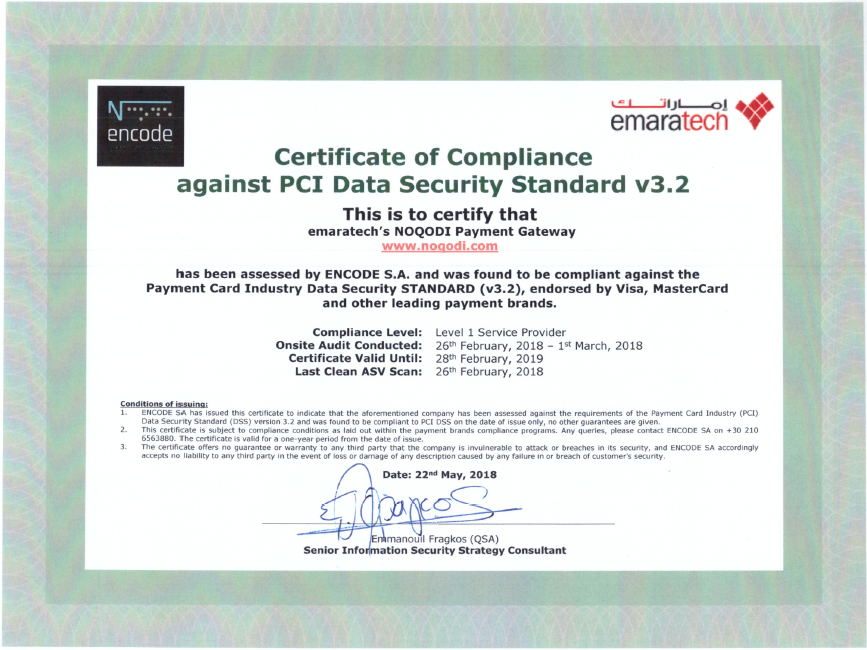 encode
إمـــاراتـــك
emaratech
Certificate of Compliance
against PCI Data Security Standard v3.2
This is to certify that
emaratech's NOQODI Payment Gateway
www.noqodi.com
has been assessed by ENCODE S.A. and was found to be compliant against the
Payment Card Industry Data Security STANDARD (v3.2), endorsed by Visa, MasterCard
and other leading payment brands.
Compliance Level: Level 1 Service Provider
Onsite Audit Conducted: 26th February, 2018 – 1st March, 2018
Certificate Valid Until: 28th February, 2019
Last Clean ASV Scan: 26th February, 2018
Conditions of issuing:
1. ENCODE SA has issued this certificate to indicate that the aforementioned company has been assessed against the requirements of the Payment Card Industry (PCI)
Data Security Standard (DSS) version 3.2 and was found to be compliant to PCI DSS on the date of issue only, no other guarantees are given.
2. This certificate is subject to compliance conditions as laid out within the payment brands compliance programs. Any queries, please contact ENCODE SA on +30 210
6563880. The certificate is valid for a one-year period from the date of issue.
3. The certificate offers no guarantee or warranty to any third party that the company is invulnerable to attack or breaches in its security, and ENCODE SA accordingly
accepts no liability to any third party in the event of loss or damage of any description caused by any failure in or breach of customer's security.
Date: 22nd May, 2018
Emmanouil Fragkos (QSA)
Senior Information Security Strategy Consultant